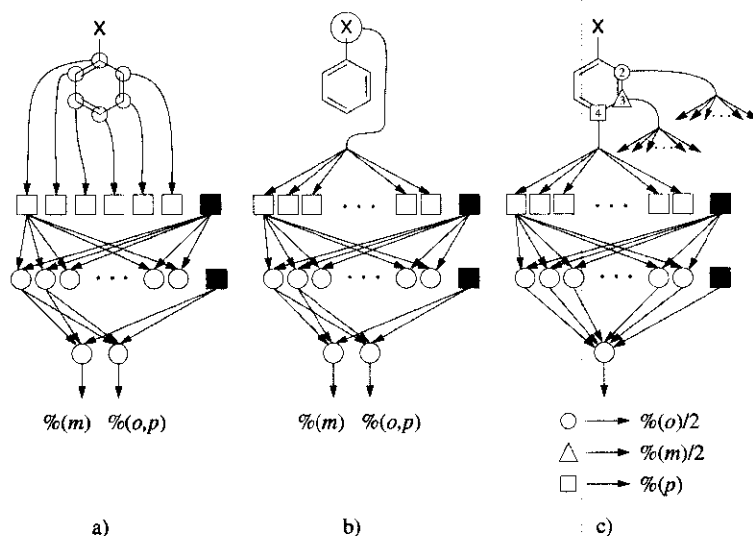 X X X
2
3
4
%(m) %(o,p) %(m) %(o,p) %(o)/2
%(m)/2
%(p)
a) b) c)